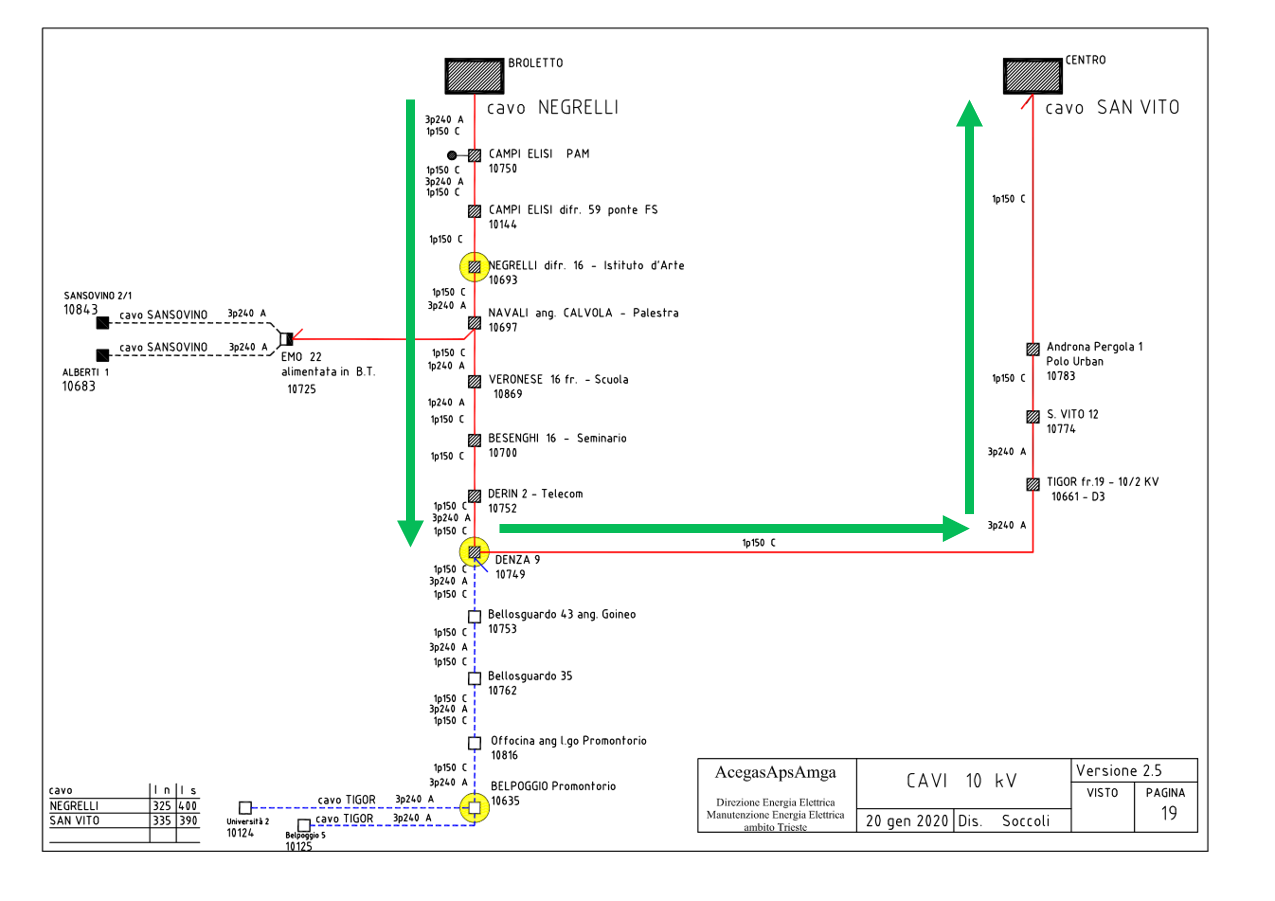 BROLETTO
cavo NEGRELLI
3p240 A
1p150 C
CAMPI ELISI PAM
10750
1p150 C
3p240 A
1p150 C
CAMPI ELISI difr. 59 ponte FS
10144
1p150 C
NEGRELLI difr. 16 - Istituto d'Arte
10693
1p150 C
3p240 A
NAVALI ang. CALVOLA - Palestra
10697
SANSOVINO 2/1
10843
cavo SANSOVINO 3p240 A
cavo SANSOVINO 3p240 A
ALBERTI 1
10683
EMO 22
alimentata in B.T.
10725
1p150 C
1p240 A
VERONESE 16 fr. - Scuola
10869
1p240 A
1p150 C
BESENGHI 16 - Seminario
10700
1p150 C
DERIN 2 - Telecom
10752
1p150 C
3p240 A
1p150 C
DENZA 9
10749
1p150 C
3p240 A
1p150 C
Bellosguardo 43 ang. Goineo
10753
1p150 C
3p240 A
1p150 C
Bellosguardo 35
10762
1p150 C
3p240 A
1p150 C
Offocina ang l.go Promontorio
10816
1p150 C
3p240 A
BELPOGGIO Promontorio
10635
cavo TIGOR 3p240 A
cavo TIGOR 3p240 A
Università 2
10124
Belpoggio 5
10125
CENTRO
cavo SAN VITO
1p150 C
Androna Pergola 1
Polo Urban
10783
1p150 C
S. VITO 12
10774
3p240 A
TIGOR fr.19 - 10/2 KV
10661 - D3
3p240 A
1p150 C
cavo I n I s
NEGRELLI 325 400
SAN VITO 335 390
AcegasApsAmga
Direzione Energia Elettrica
Manutenzione Energia Elettrica
ambito Trieste
CAVI 10 kV
20 gen 2020 Dis. Soccoli
Versione 2.5
VISTO PAGINA
19